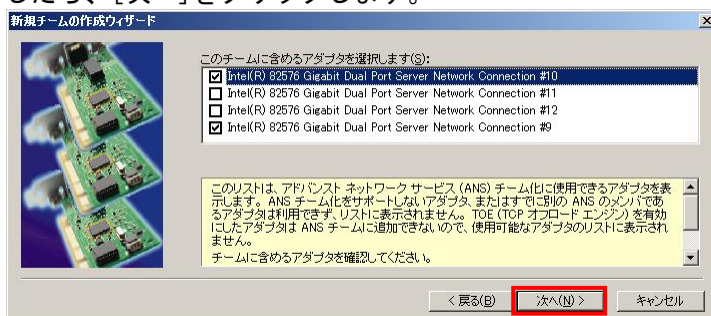 新規チームの作成ウィザード
このチームに含めるアダプタを選択します(S):
Intel(R) 82576 Gigabit Dual Port Server Network Connection #10
Intel(R) 82576 Gigabit Dual Port Server Network Connection #11
Intel(R) 82576 Gigabit Dual Port Server Network Connection #12
Intel(R) 82576 Gigabit Dual Port Server Network Connection #9
このリストは、アドバンスト ネットワーク サービス (ANS) チーム化に使用できるアダプタを表
示します。ANS チーム化をサポートしないアダプタ、またはすでに別の ANS のメンバであ
るアダプタは利用できず、リストに表示されません。TOE (TCP オフロード エンジン) を有効
にしたアダプタは ANS チームに追加できないので、使用可能なアダプタのリストに表示され
ません。
チームに含めるアダプタを確認してください。
< 戻る(B)
次へ(N) >
キャンセル